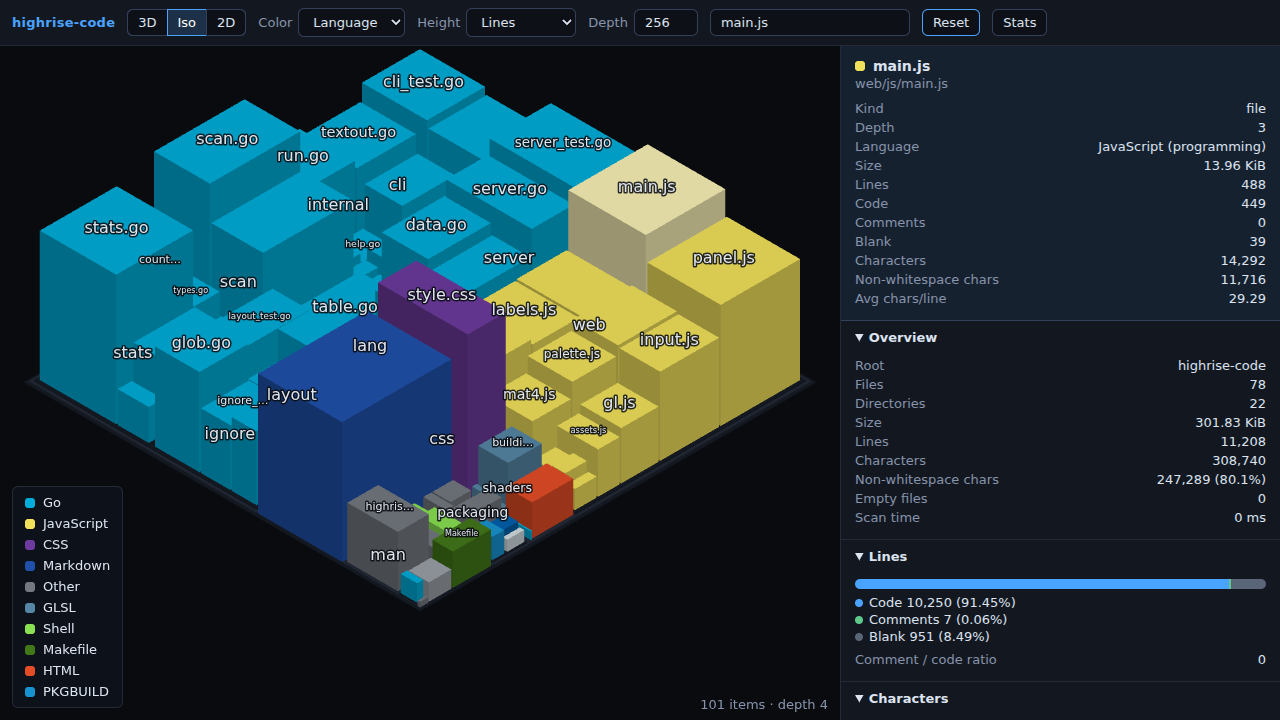 highrise-code 3D Iso 2D Color Language Height Lines Depth 256 main.js Reset Stats
cli_test.go
scan.go
textout.go
run.go
server_test.go
cli
server.go
main.js
internal
stats.go
data.go
help.go
count...
server
panel.js
types.go
scan
style.css
table.go
labels.js
layout_test.go
web
stats
glob.go
lang
input.js
palette.js
layout
ignore_...
mat4.js
gl.js
ignore
css
assets.js
buildi...
shaders
highris...
packaging
Makefile
man
Go
JavaScript
CSS
Markdown
Other
GLSL
Shell
Makefile
HTML
PKGBUILD
101 items · depth 4
main.js
web/js/main.js
Kind file
Depth 3
Language JavaScript (programming)
Size 13.96 KiB
Lines 488
Code 449
Comments 0
Blank 39
Characters 14,292
Non-whitespace chars 11,716
Avg chars/line 29.29
Overview
Root highrise-code
Files 78
Directories 22
Size 301.83 KiB
Lines 11,208
Characters 308,740
Non-whitespace chars 247,289 (80.1%)
Empty files 0
Scan time 0 ms
Lines
Code 10,250 (91.45%)
Comments 7 (0.06%)
Blank 951 (8.49%)
Comment / code ratio 0
Characters